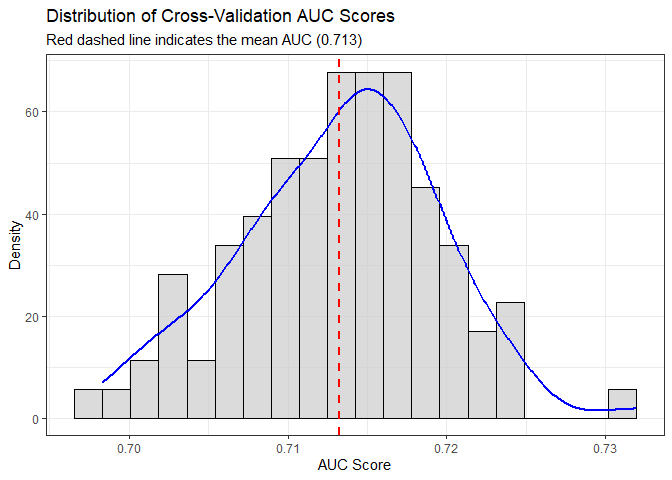 Distribution of Cross-Validation AUC Scores
Red dashed line indicates the mean AUC (0.713)
60
40
20
0
Density
0.70 0.71 0.72 0.73
AUC Score